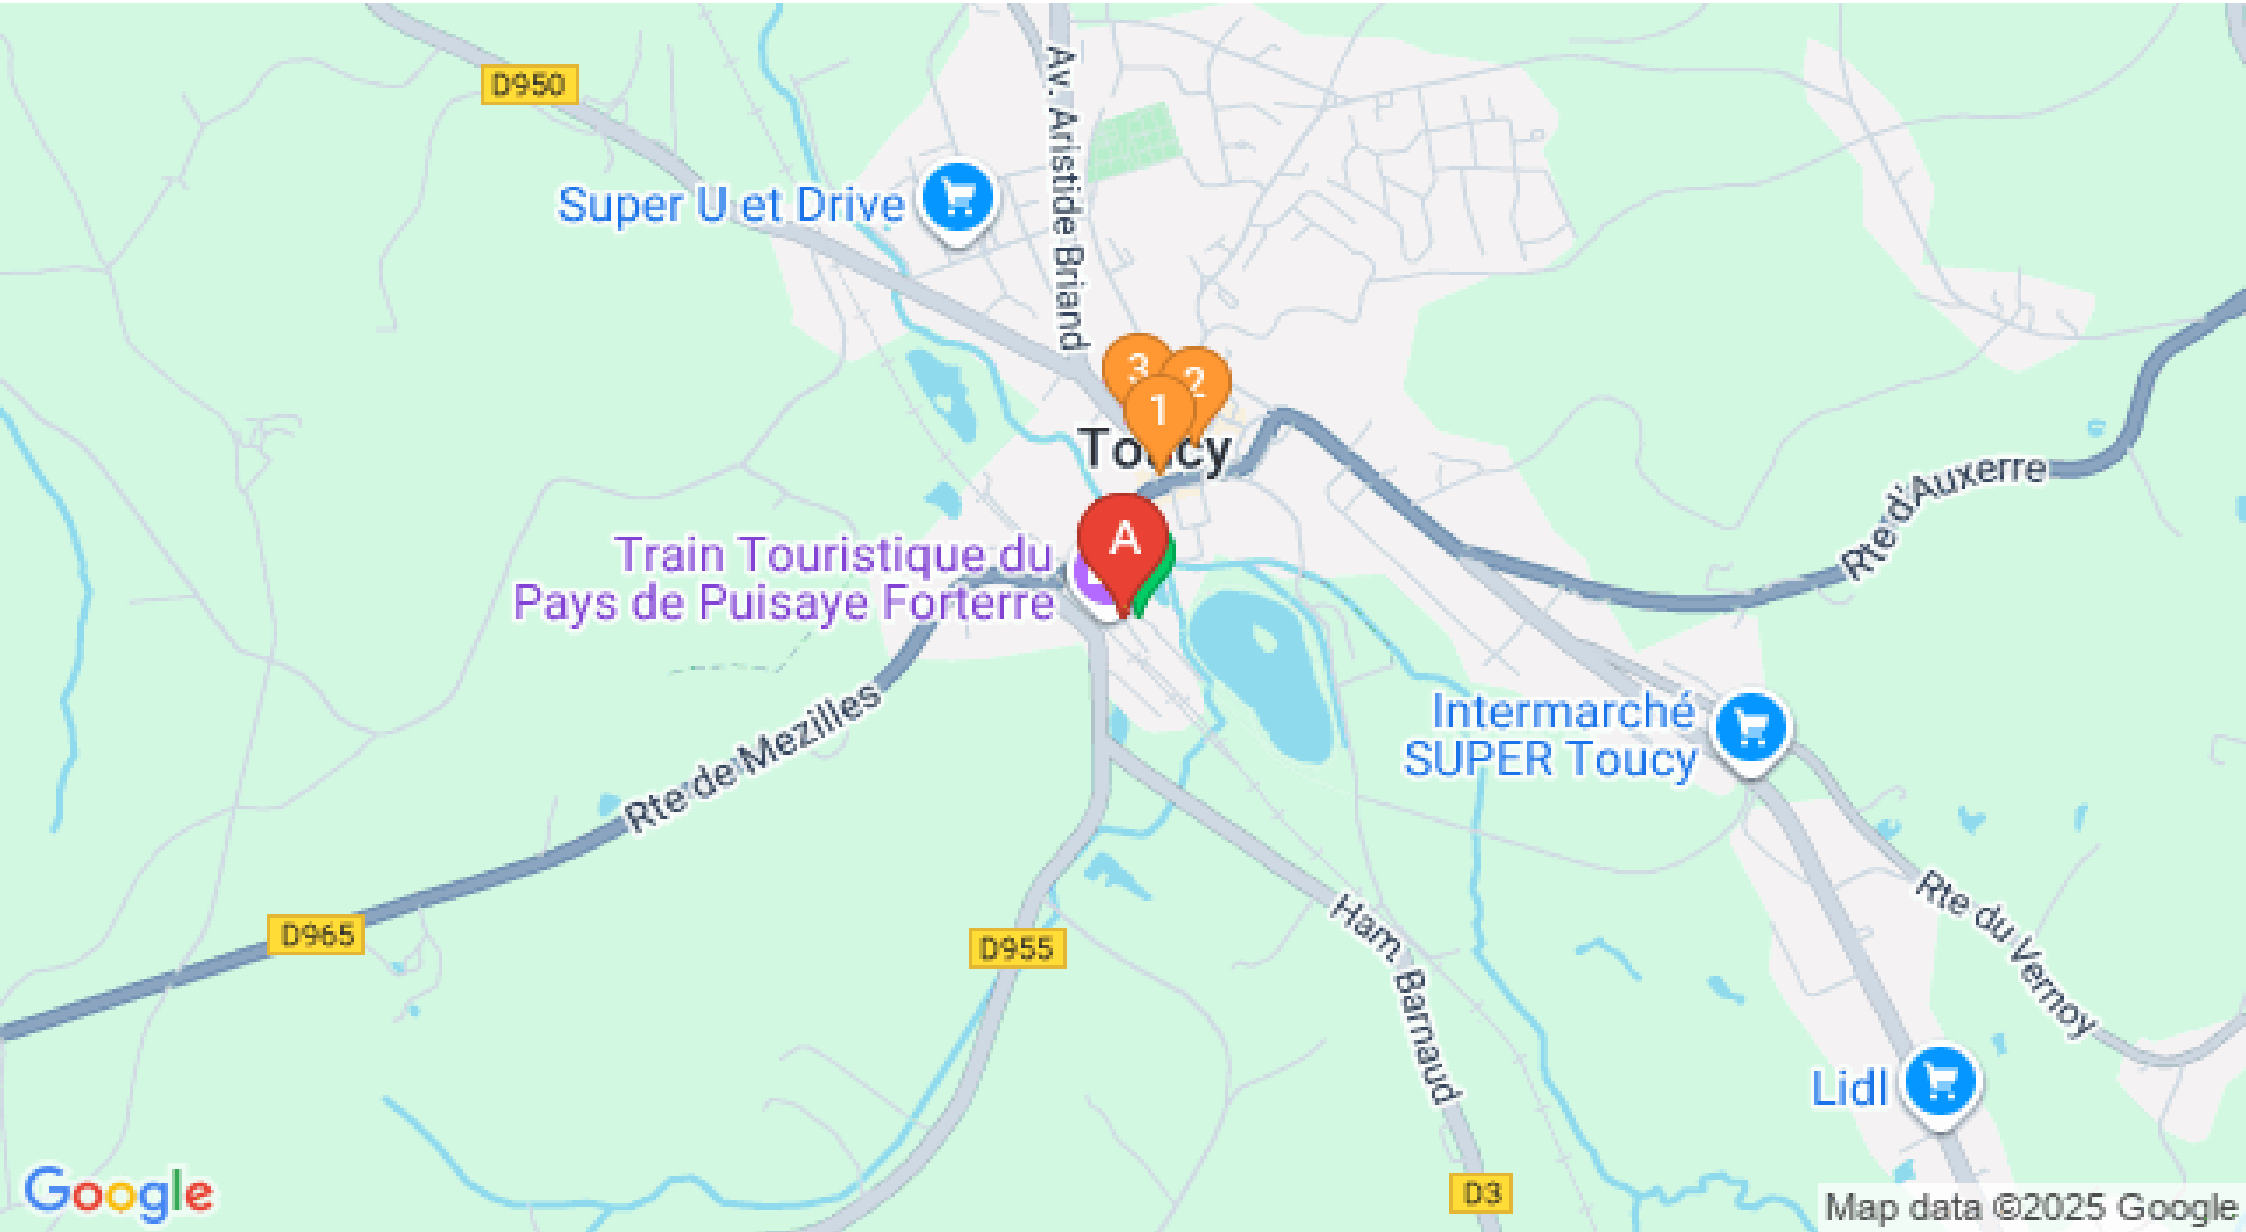 D950
Av. Aristide Briand
Super U et Drive
3
2
1
Toucy
A
Train Touristique du
Pays de Puisaye Forterre
Rte d'Auxerre
Rte de Mezilles
Intermarché
SUPER Toucy
D965
D955
Ham. Barnaud
Rte du Vernoy
Lidl
D3
Google
Map data ©2025 Google